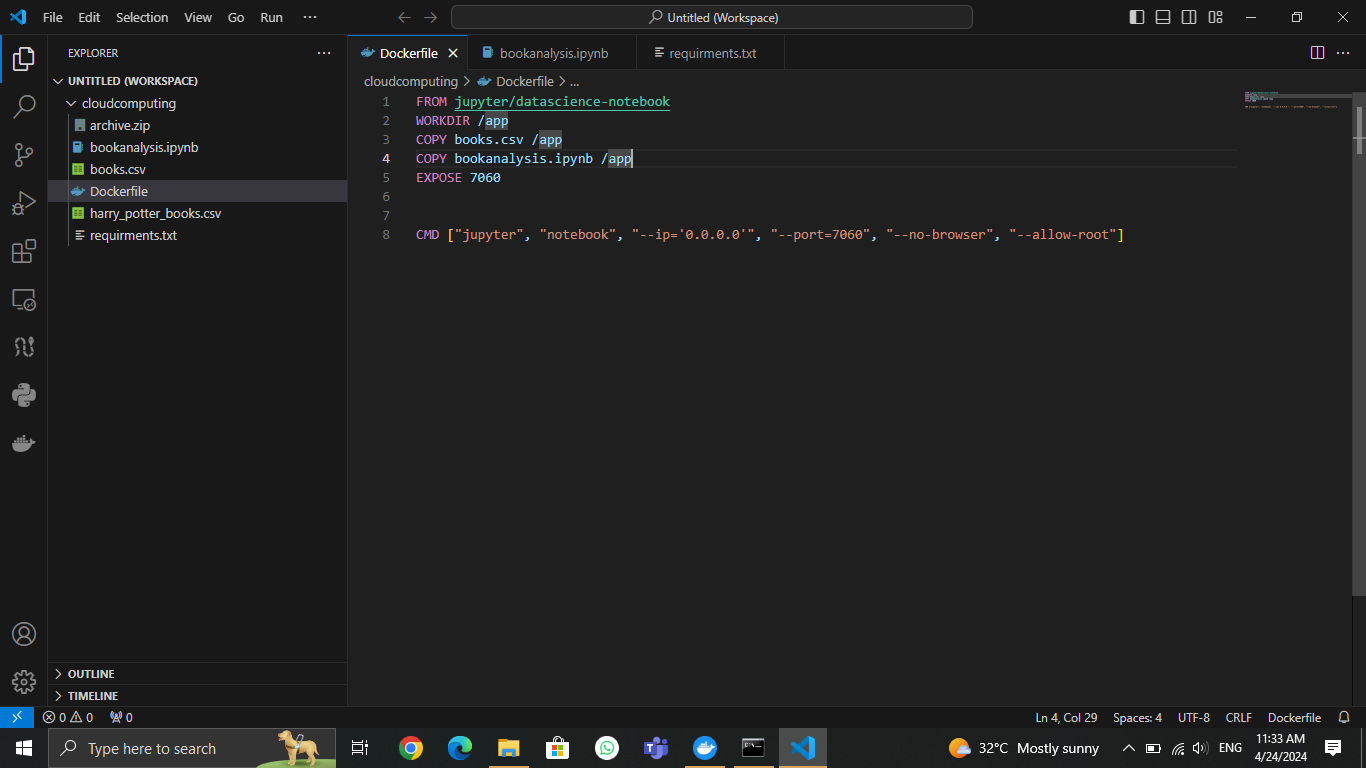 File Edit Selection View Go Run ··· Untitled (Workspace)
EXPLORER ···
UNTITLED (WORKSPACE)
cloudcomputing
archive.zip
bookanalysis.ipynb
books.csv
Dockerfile
harry_potter_books.csv
requirments.txt
OUTLINE
TIMELINE
Dockerfile bookanalysis.ipynb requirments.txt ···
cloudcomputing > Dockerfile > ...
1 FROM jupyter/datascience-notebook
2 WORKDIR /app
3 COPY books.csv /app
4 COPY bookanalysis.ipynb /app
5 EXPOSE 7060
6
7
8 CMD ["jupyter", "notebook", "--ip='0.0.0.0'", "--port=7060", "--no-browser", "--allow-root"]
0 0 0 Ln 4, Col 29 Spaces: 4 UTF-8 CRLF Dockerfile
Type here to search 32°C Mostly sunny ENG 11:33 AM
4/24/2024